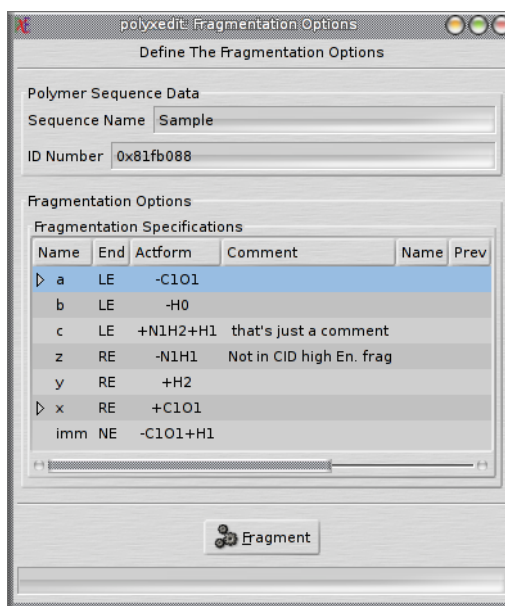 polyxedit: Fragmentation Options
Define The Fragmentation Options
Polymer Sequence Data
Sequence Name Sample
ID Number 0x81fb088
Fragmentation Options
Fragmentation Specifications
Name End Actform Comment Name Prev
a LE -C1O1
b LE -H0
c LE +N1H2+H1 that's just a comment
z RE -N1H1 Not in CID high En. frag
y RE +H2
x RE +C1O1
imm NE -C1O1+H1
Fragment